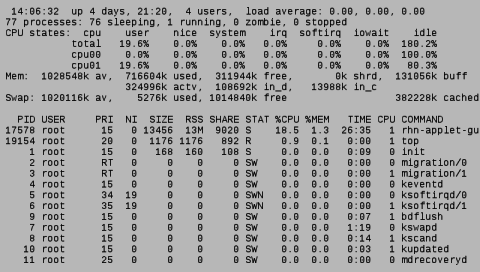 14:06:32  up 4 days, 21:20,  4 users,  load average: 0.00, 0.00, 0.00
77 processes: 76 sleeping, 1 running, 0 zombie, 0 stopped
CPU states:  cpu    user    nice  system    irq  softirq  iowait    idle
           total   19.6%    0.0%    0.0%   0.0%     0.0%    0.0%  180.2%
           cpu00    0.0%    0.0%    0.0%   0.0%     0.0%    0.0%  100.0%
           cpu01   19.6%    0.0%    0.0%   0.0%     0.0%    0.0%   80.3%
Mem:  1028548k av,  716604k used,  311944k free,       0k shrd,  131056k buff
                   324996k actv,  108692k in_d,   13988k in_c
Swap: 1020116k av,    5276k used, 1014840k free                  382228k cached
  PID USER     PRI  NI  SIZE  RSS SHARE STAT %CPU %MEM   TIME CPU COMMAND
17578 root      15   0 13456  13M  9020 S    18.5  1.3  26:35   1 rhn-applet-gu
19154 root      20   0  1176 1176   892 R     0.9  0.1   0:00   1 top
    1 root      15   0   168  160   108 S     0.0  0.0   0:09   0 init
    2 root      RT   0     0    0     0 SW    0.0  0.0   0:00   0 migration/0
    3 root      RT   0     0    0     0 SW    0.0  0.0   0:00   1 migration/1
    4 root      15   0     0    0     0 SW    0.0  0.0   0:00   0 keventd
    5 root      34  19     0    0     0 SWN   0.0  0.0   0:00   0 ksoftirqd/0
    6 root      35  19     0    0     0 SWN   0.0  0.0   0:00   1 ksoftirqd/1
    9 root      15   0     0    0     0 SW    0.0  0.0   0:07   1 bdflush
    7 root      15   0     0    0     0 SW    0.0  0.0   1:19   0 kswapd
    8 root      15   0     0    0     0 SW    0.0  0.0   0:14   1 kscand
   10 root      15   0     0    0     0 SW    0.0  0.0   0:03   1 kupdated
   11 root      25   0     0    0     0 SW    0.0  0.0   0:00   0 mdrecoveryd